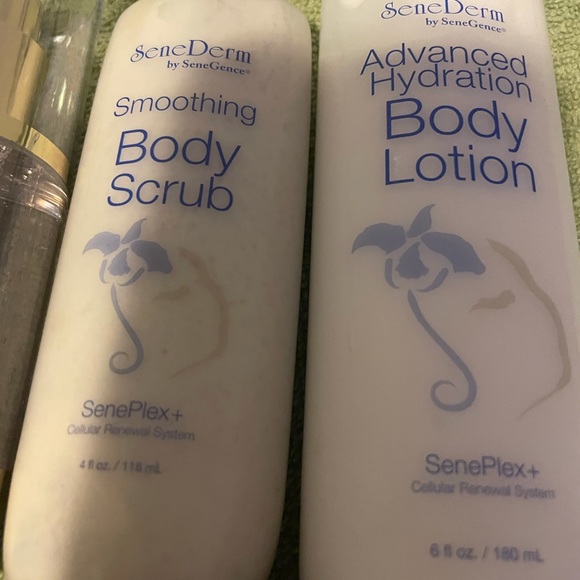 SeneDerm
by SeneGence®
Smoothing
Body
Scrub
SenePlex+
Cellular Renewal System
4 fl oz. / 118 mL
SeneDerm
by SeneGence®
Advanced
Hydration
Body
Lotion
SenePlex+
Cellular Renewal System
6 fl oz. / 180 mL